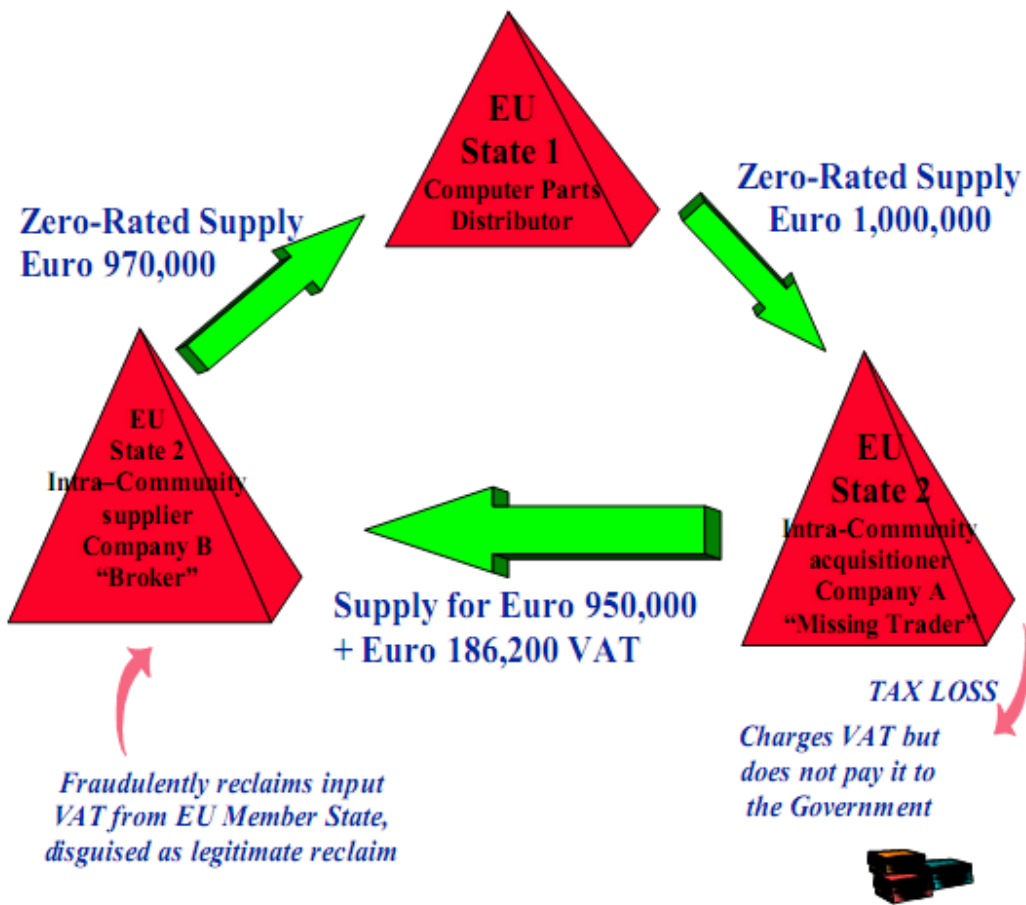 EU
State 1
Computer Parts
Distributor
Zero-Rated Supply
Euro 1,000,000
Zero-Rated Supply
Euro 970,000
EU
State 2
Intra–Community
supplier
Company B
“Broker”
EU
State 2
Intra-Community
acquisitioner
Company A
“Missing Trader”
Supply for Euro 950,000
+ Euro 186,200 VAT
TAX LOSS
Charges VAT but
does not pay it to
the Government
Fraudulently reclaims input
VAT from EU Member State,
disguised as legitimate reclaim